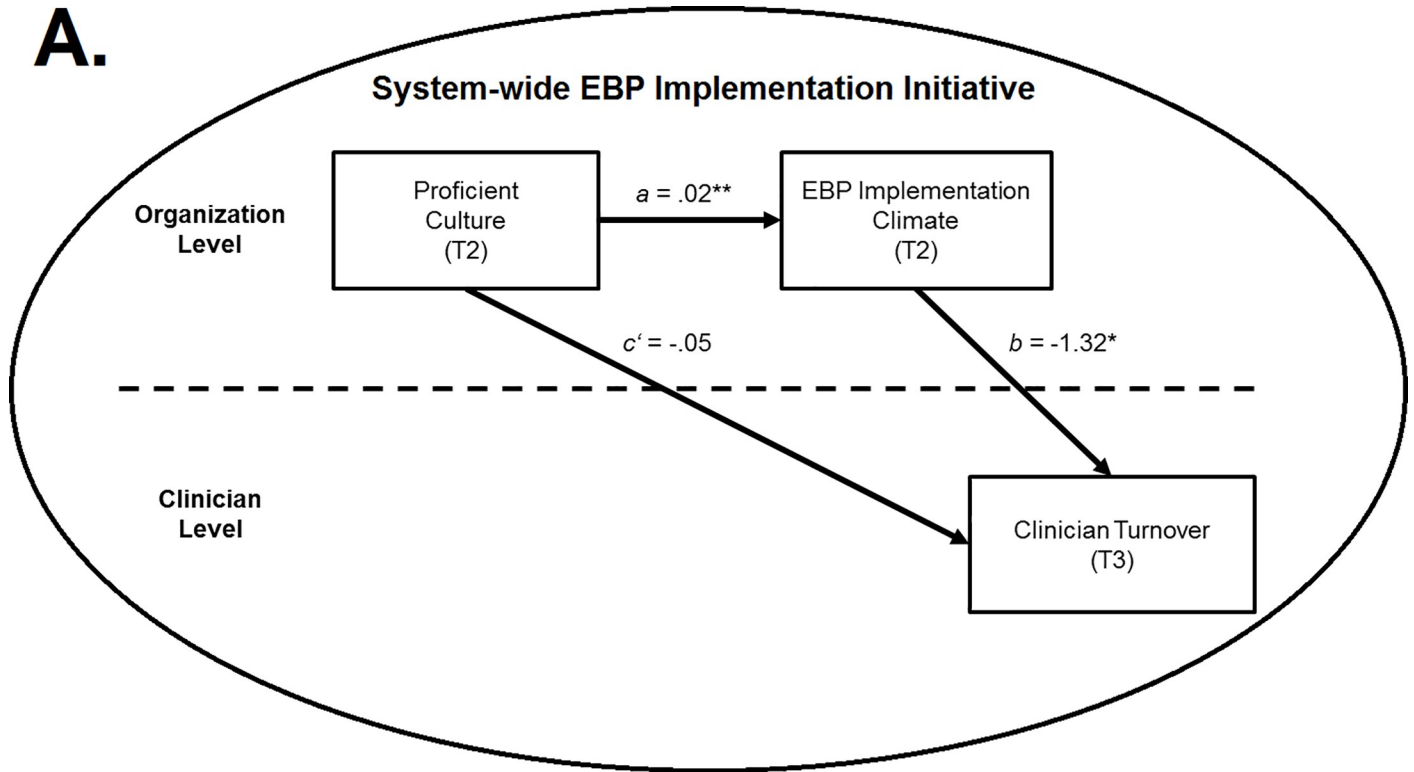 A.
System-wide EBP Implementation Initiative
Organization
Level
Proficient
Culture
(T2)
a = .02**
EBP Implementation
Climate
(T2)
c‘ = -.05
b = -1.32*
Clinician
Level
Clinician Turnover
(T3)